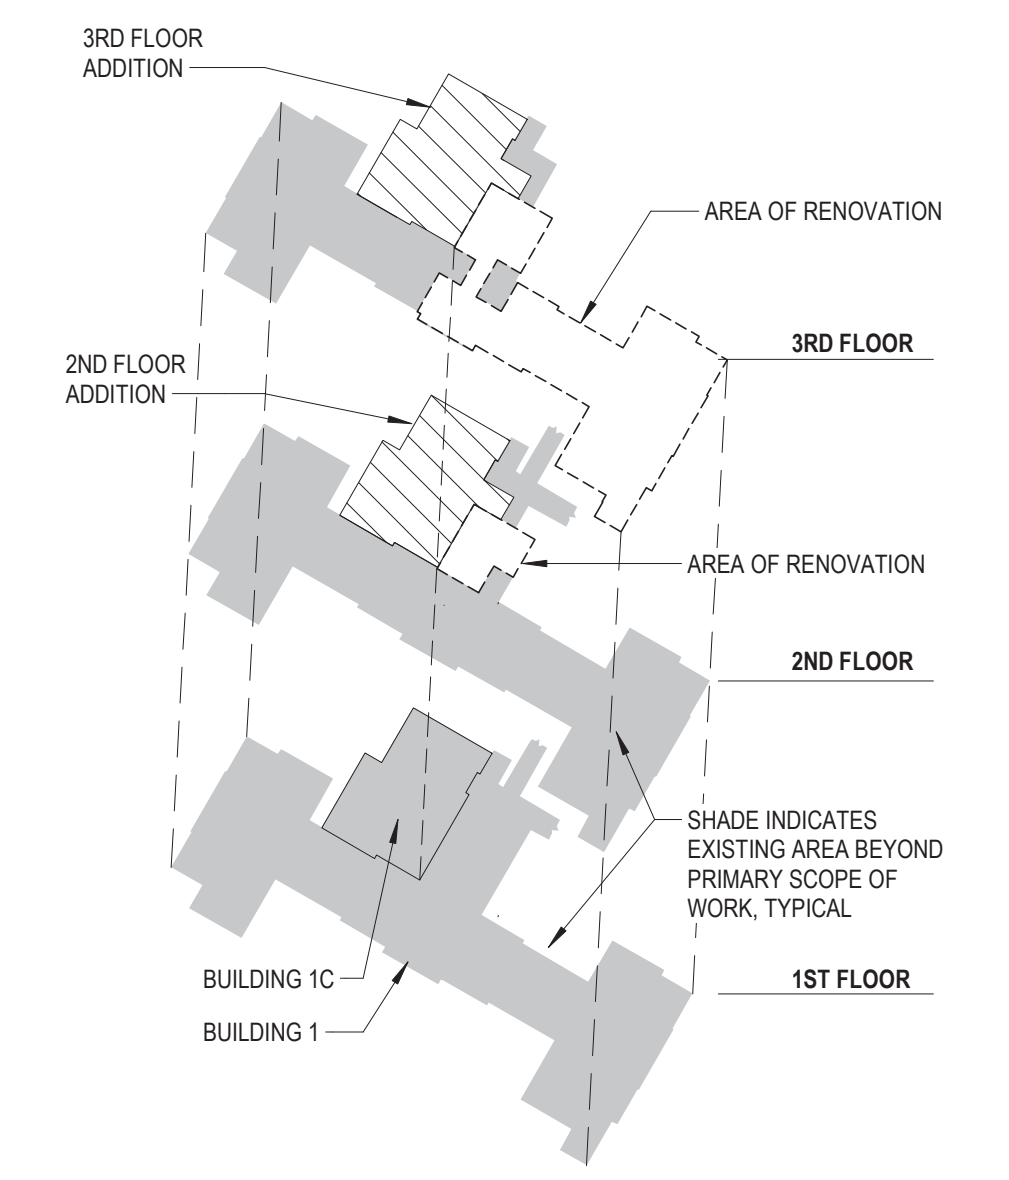 3RD FLOOR
ADDITION
AREA OF RENOVATION
3RD FLOOR
2ND FLOOR
ADDITION
AREA OF RENOVATION
2ND FLOOR
SHADE INDICATES
EXISTING AREA BEYOND
PRIMARY SCOPE OF
WORK, TYPICAL
BUILDING 1C
1ST FLOOR
BUILDING 1